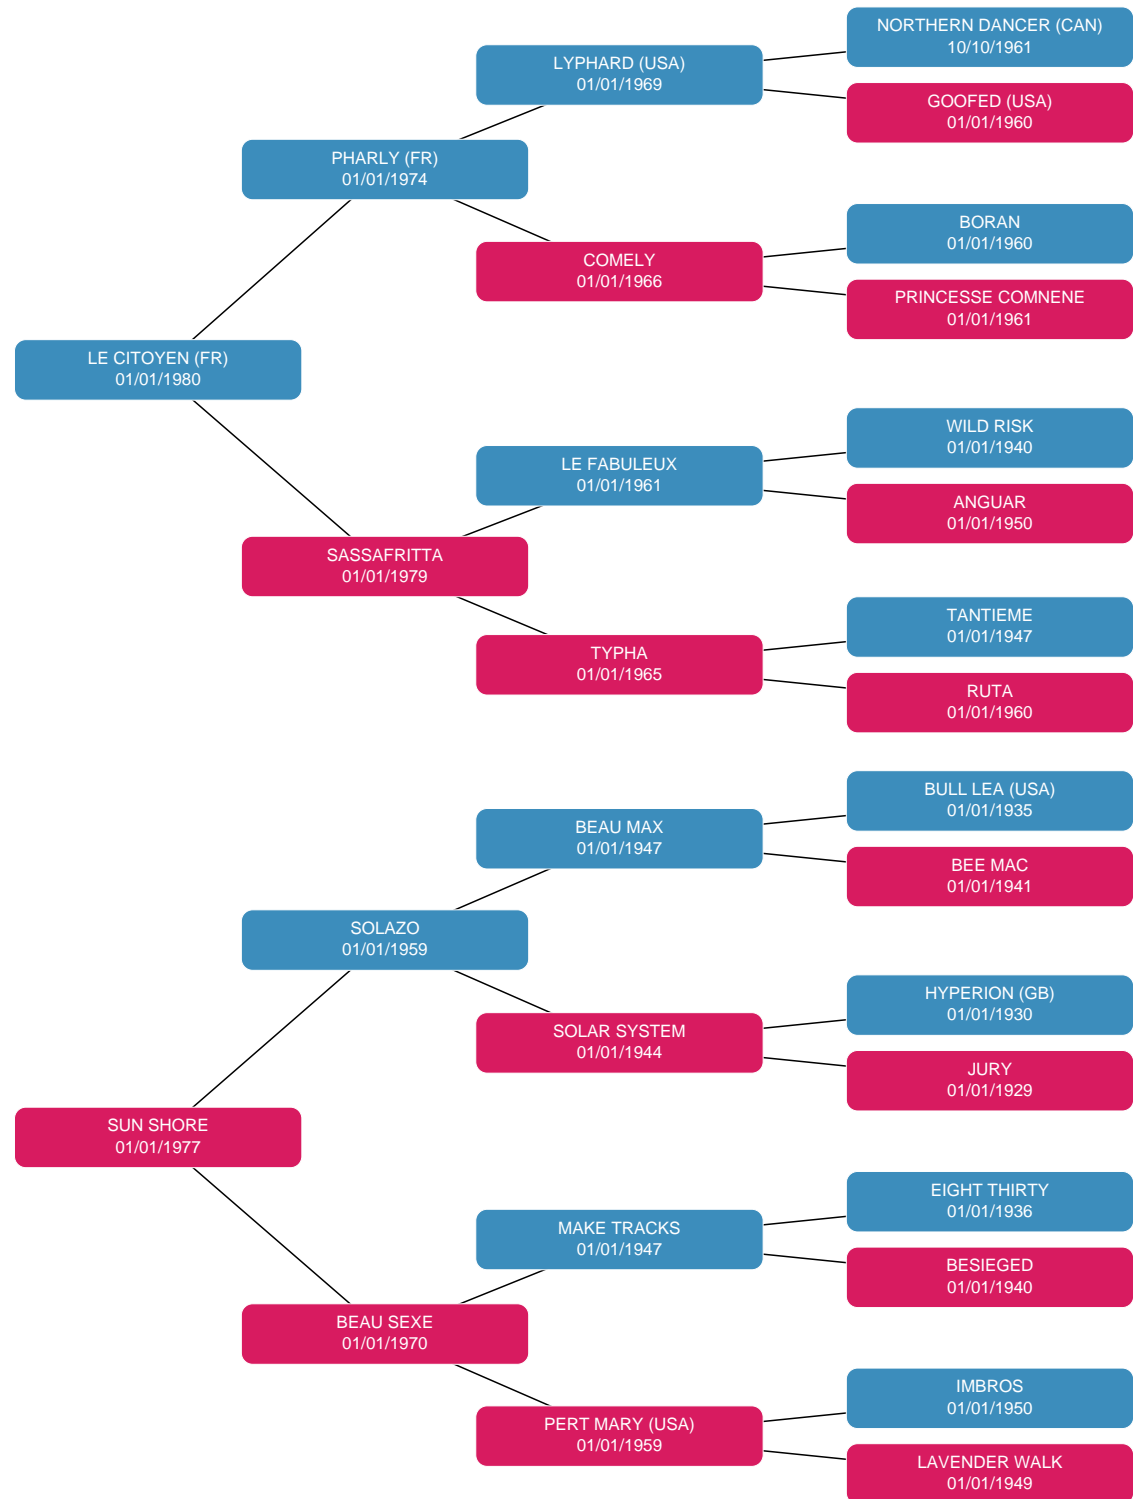 NORTHERN DANCER (CAN)
10/10/1961
LYPHARD (USA)
01/01/1969
GOOFED (USA)
01/01/1960
PHARLY (FR)
01/01/1974
BORAN
01/01/1960
COMELY
01/01/1966
PRINCESSE COMNENE
01/01/1961
LE CITOYEN (FR)
01/01/1980
WILD RISK
01/01/1940
LE FABULEUX
01/01/1961
ANGUAR
01/01/1950
SASSAFRITTA
01/01/1979
TANTIEME
01/01/1947
TYPHA
01/01/1965
RUTA
01/01/1960
BULL LEA (USA)
01/01/1935
BEAU MAX
01/01/1947
BEE MAC
01/01/1941
SOLAZO
01/01/1959
HYPERION (GB)
01/01/1930
SOLAR SYSTEM
01/01/1944
JURY
01/01/1929
SUN SHORE
01/01/1977
EIGHT THIRTY
01/01/1936
MAKE TRACKS
01/01/1947
BESIEGED
01/01/1940
BEAU SEXE
01/01/1970
IMBROS
01/01/1950
PERT MARY (USA)
01/01/1959
LAVENDER WALK
01/01/1949